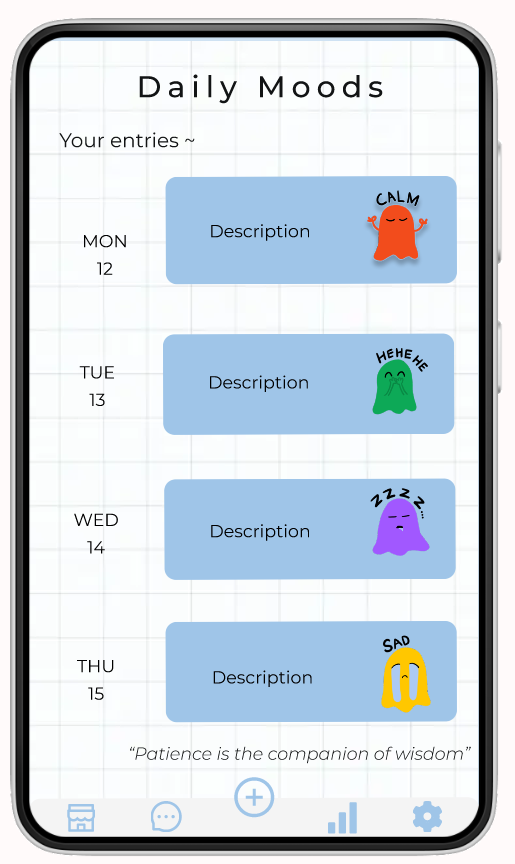 Daily Moods
Your entries ~
MON
12
Description
CALM
TUE
13
Description
HEHEHE
WED
14
Description
ZZZZ...
THU
15
Description
SAD
“Patience is the companion of wisdom”